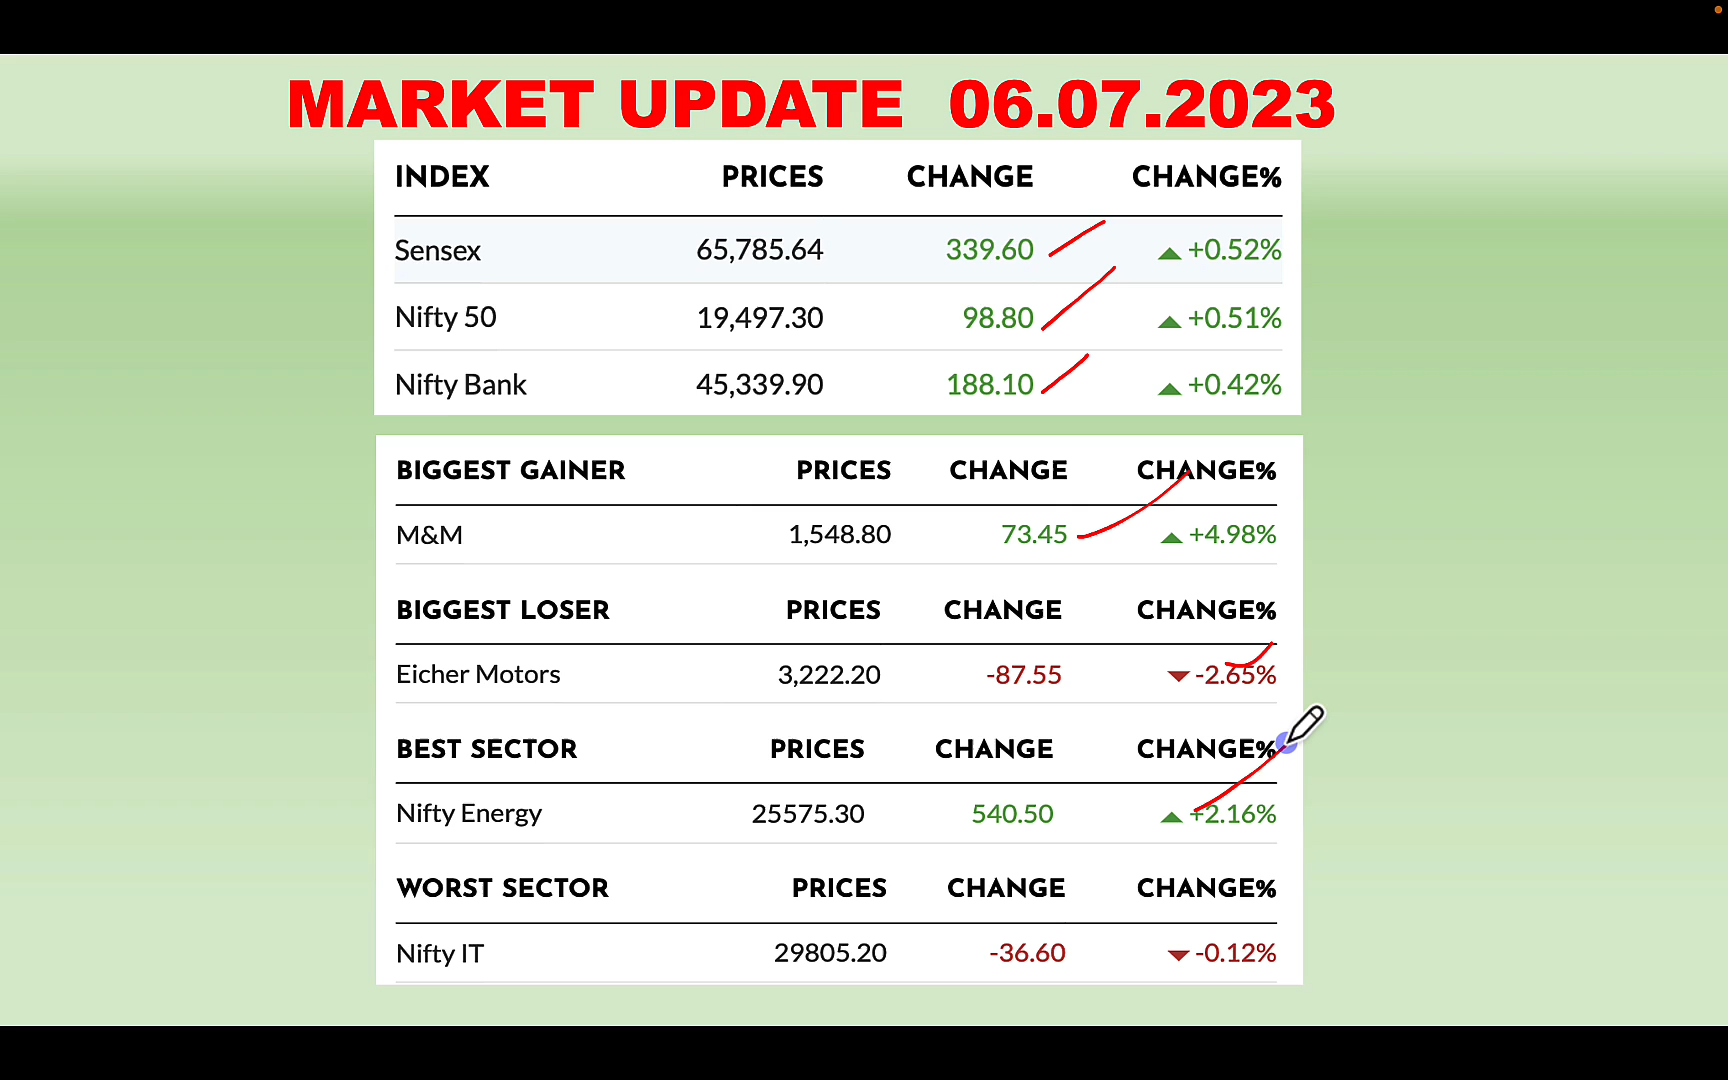 MARKET UPDATE 06.07.2023
INDEX PRICES CHANGE CHANGE%
Sensex 65,785.64 339.60 ▲ +0.52%
Nifty 50 19,497.30 98.80 ▲ +0.51%
Nifty Bank 45,339.90 188.10 ▲ +0.42%
BIGGEST GAINER PRICES CHANGE CHANGE%
M&M 1,548.80 73.45 ▲ +4.98%
BIGGEST LOSER PRICES CHANGE CHANGE%
Eicher Motors 3,222.20 -87.55 ▼ -2.65%
BEST SECTOR PRICES CHANGE CHANGE%
Nifty Energy 25575.30 540.50 ▲ +2.16%
WORST SECTOR PRICES CHANGE CHANGE%
Nifty IT 29805.20 -36.60 ▼ -0.12%